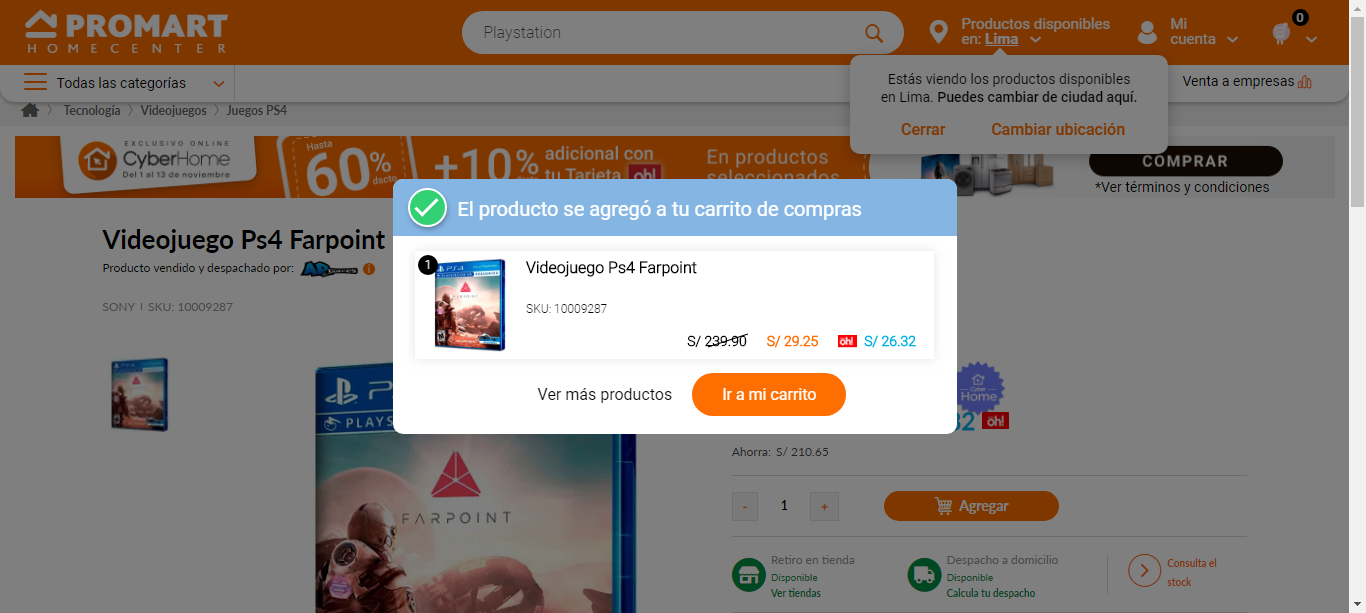 PROMART
HOMECENTER
Playstation
Productos disponibles
en: Lima
Mi
cuenta
0
Todas las categorías
Estás viendo los productos disponibles
en Lima. Puedes cambiar de ciudad aquí.
Cerrar
Cambiar ubicación
Venta a empresas
Tecnología
Videojuegos
Juegos PS4
EXCLUSIVO ONLINE
CyberHome
Del 1 al 13 de noviembre
Hasta
60%
dscto
+10%
dscto
adicional con
tu Tarjeta oh!
En productos
seleccionados
COMPRAR
*Ver términos y condiciones
El producto se agregó a tu carrito de compras
1
Videojuego Ps4 Farpoint
SKU: 10009287
S/ 239.90 S/ 29.25 oh! S/ 26.32
Ver más productos
Ir a mi carrito
Videojuego Ps4 Farpoint
Producto vendido y despachado por:
SONY | SKU: 10009287
PLAYS
FARPOINT
Cyber
Home
32 oh!
Ahorra: S/ 210.65
- 1 +
Agregar
Retiro en tienda
Disponible
Ver tiendas
Despacho a domicilio
Disponible
Calcula tu despacho
Consulta el
stock